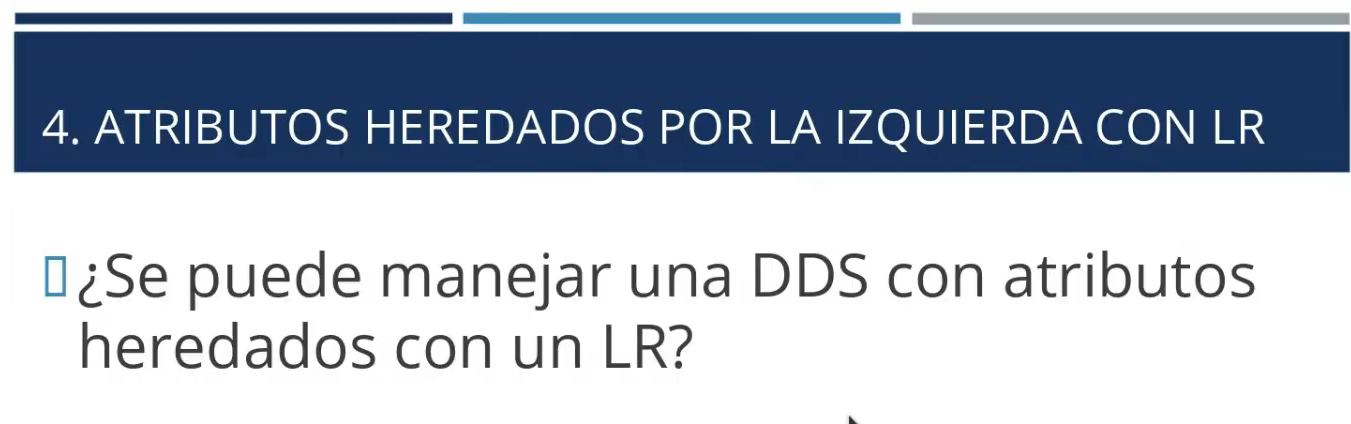 4. ATRIBUTOS HEREDADOS POR LA IZQUIERDA CON LR
¿Se puede manejar una DDS con atributos
heredados con un LR?